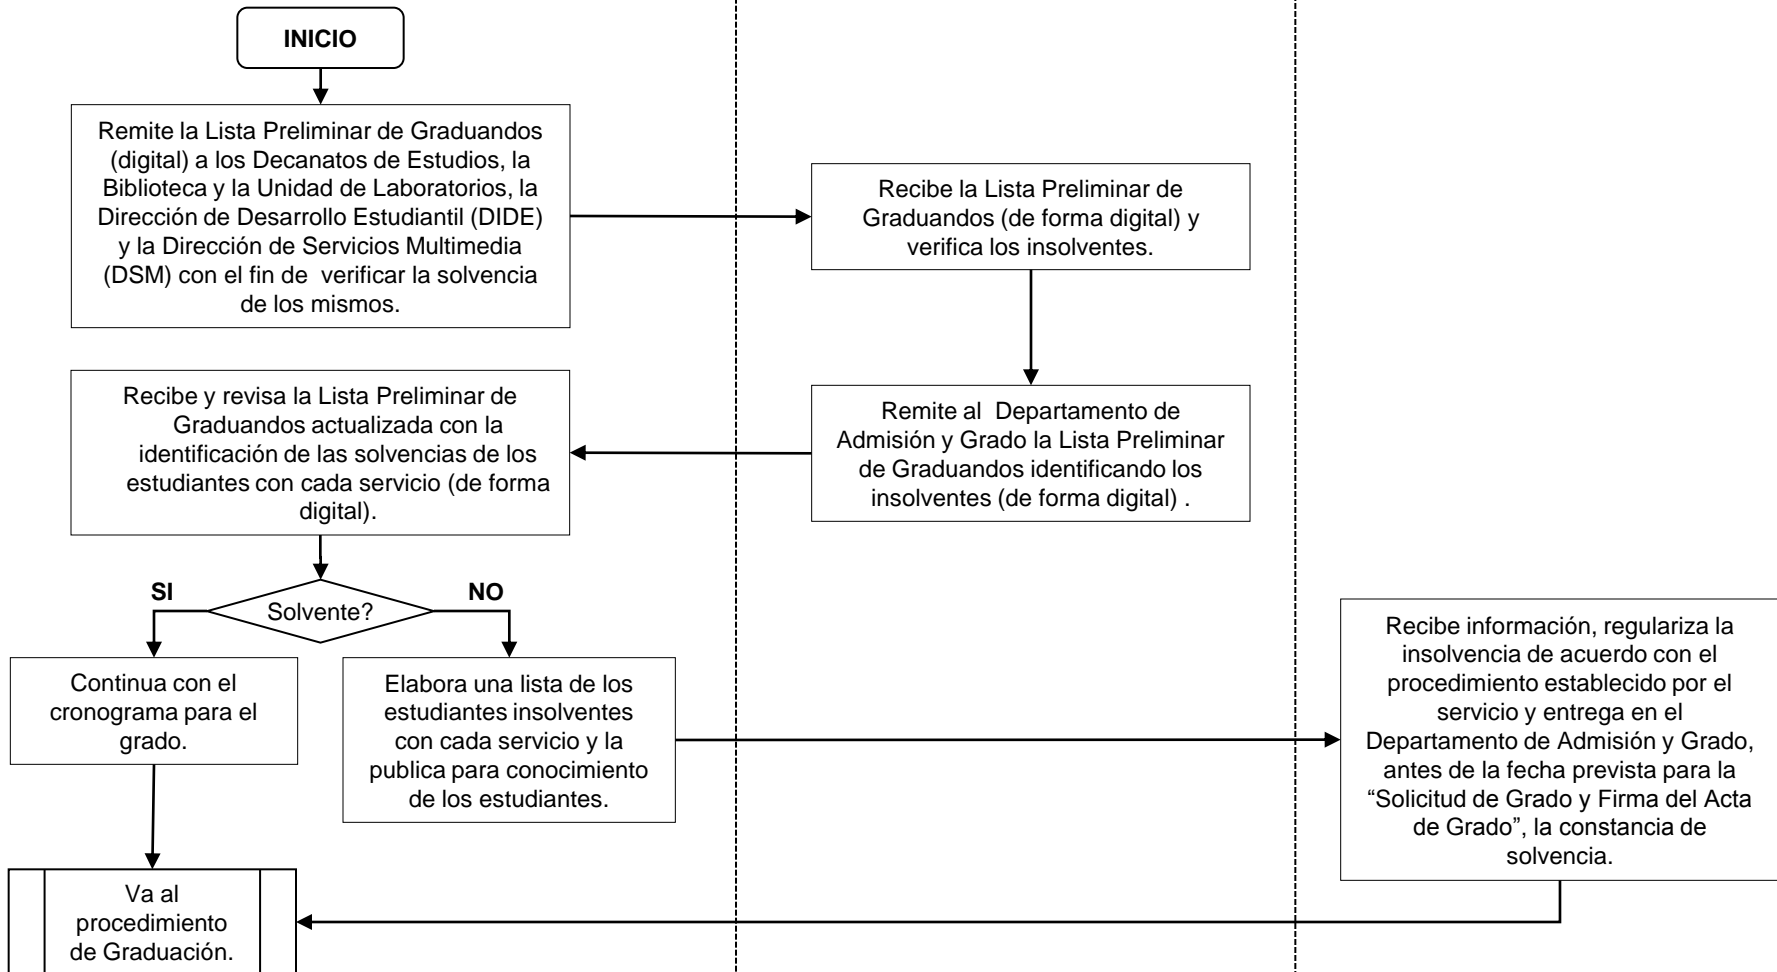 INICIO
Remite la Lista Preliminar de Graduandos
(digital) a los Decanatos de Estudios, la
Biblioteca y la Unidad de Laboratorios, la
Dirección de Desarrollo Estudiantil (DIDE)
y la Dirección de Servicios Multimedia
(DSM) con el fin de verificar la solvencia
de los mismos.
Recibe la Lista Preliminar de
Graduandos (de forma digital) y
verifica los insolventes.
Remite al Departamento de
Admisión y Grado la Lista Preliminar
de Graduandos identificando los
insolventes (de forma digital) .
Recibe y revisa la Lista Preliminar de
Graduandos actualizada con la
identificación de las solvencias de los
estudiantes con cada servicio (de forma
digital).
Solvente?
SI
NO
Continua con el
cronograma para el
grado.
Elabora una lista de los
estudiantes insolventes
con cada servicio y la
publica para conocimiento
de los estudiantes.
Recibe información, regulariza la
insolvencia de acuerdo con el
procedimiento establecido por el
servicio y entrega en el
Departamento de Admisión y Grado,
antes de la fecha prevista para la
“Solicitud de Grado y Firma del Acta
de Grado”, la constancia de
solvencia.
Va al
procedimiento
de Graduación.